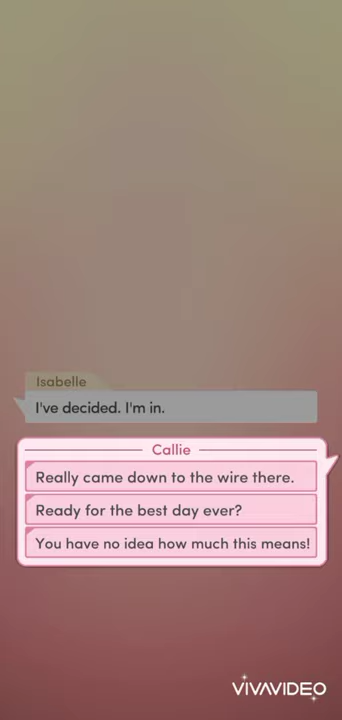 Isabelle
I've decided. I'm in.
Callie
Really came down to the wire there.
Ready for the best day ever?
You have no idea how much this means!
VIVAVIDEO